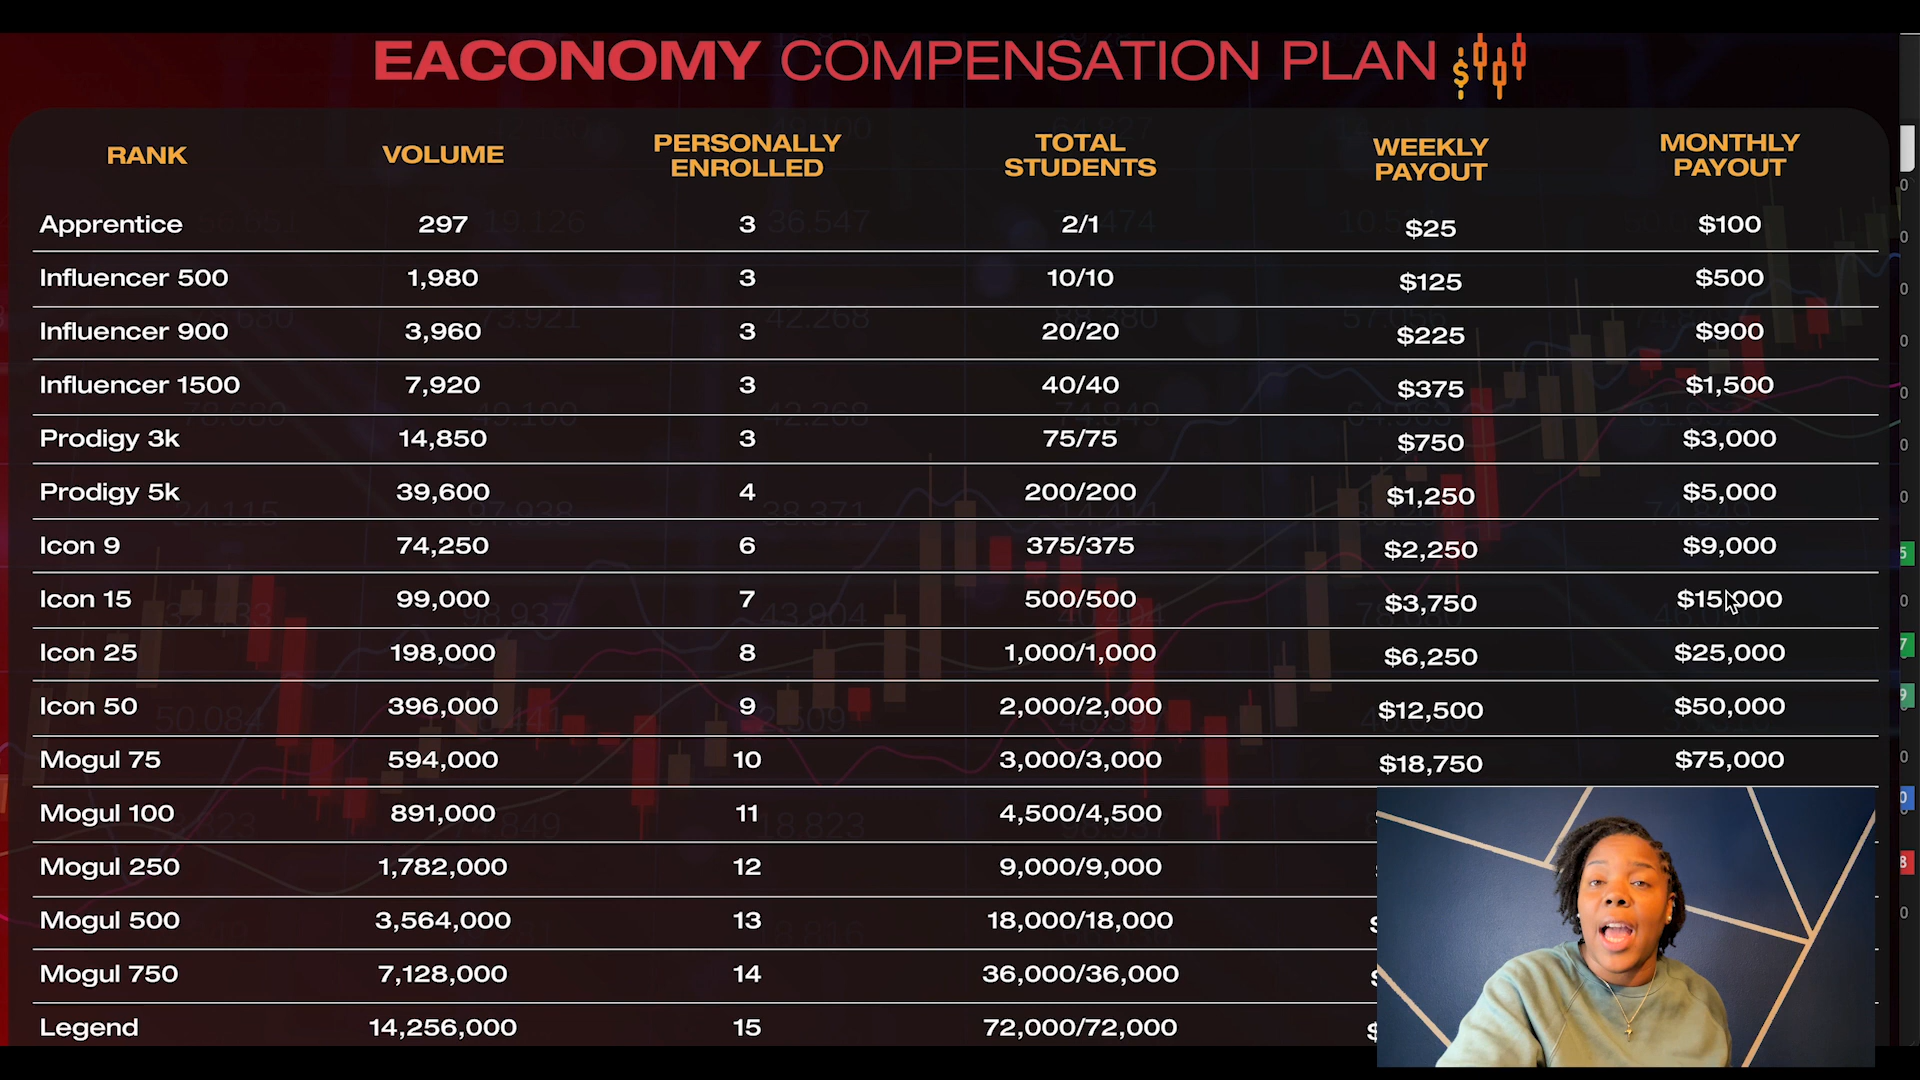 EACONOMY COMPENSATION PLAN
RANK VOLUME PERSONALLY ENROLLED TOTAL STUDENTS WEEKLY PAYOUT MONTHLY PAYOUT
Apprentice 297 3 2/1 $25 $100
Influencer 500 1,980 3 10/10 $125 $500
Influencer 900 3,960 3 20/20 $225 $900
Influencer 1500 7,920 3 40/40 $375 $1,500
Prodigy 3k 14,850 3 75/75 $750 $3,000
Prodigy 5k 39,600 4 200/200 $1,250 $5,000
Icon 9 74,250 6 375/375 $2,250 $9,000
Icon 15 99,000 7 500/500 $3,750 $15,000
Icon 25 198,000 8 1,000/1,000 $6,250 $25,000
Icon 50 396,000 9 2,000/2,000 $12,500 $50,000
Mogul 75 594,000 10 3,000/3,000 $18,750 $75,000
Mogul 100 891,000 11 4,500/4,500
Mogul 250 1,782,000 12 9,000/9,000
Mogul 500 3,564,000 13 18,000/18,000
Mogul 750 7,128,000 14 36,000/36,000
Legend 14,256,000 15 72,000/72,000